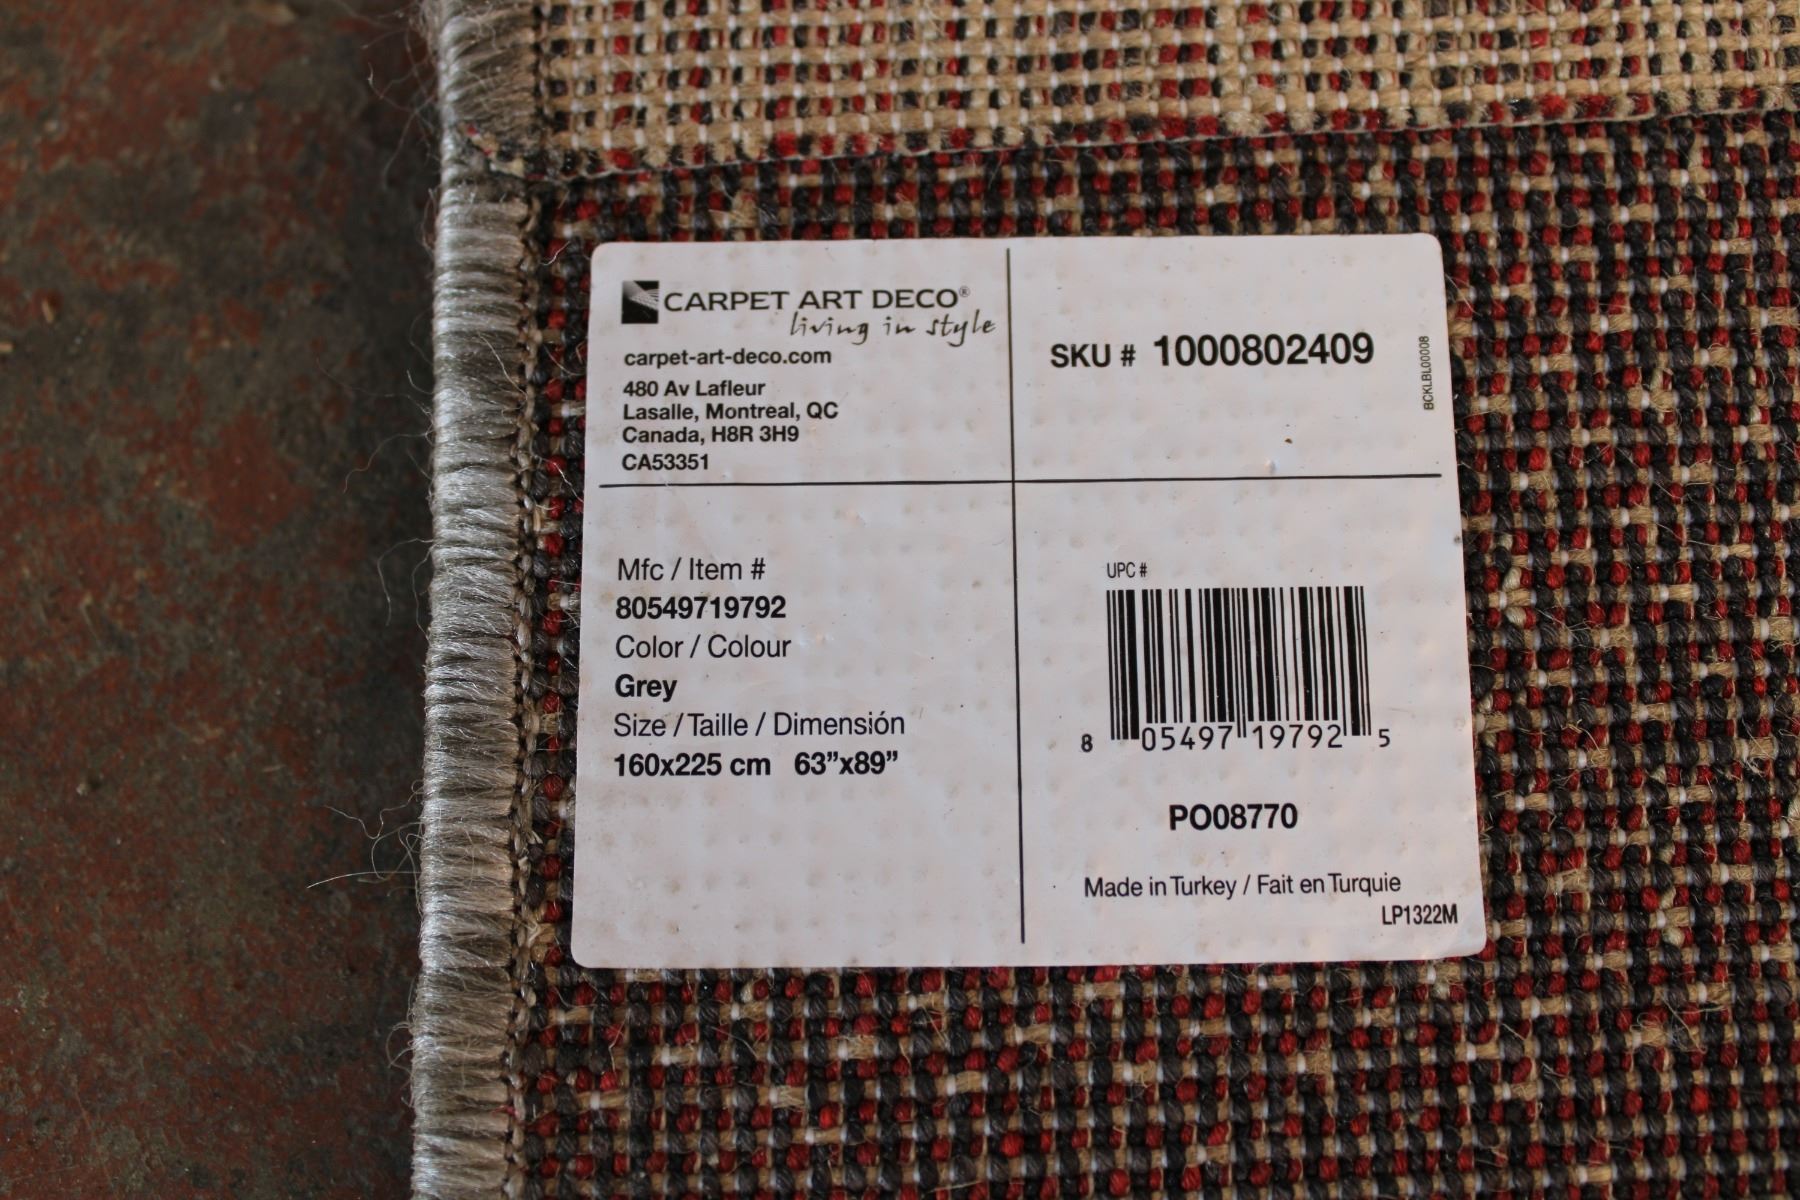 CARPET ART DECO®
living in style
carpet-art-deco.com
480 Av Lafleur
Lasalle, Montreal, QC
Canada, H8R 3H9
CA53351
SKU # 1000802409
BCKLBL00008
Mfc / Item #
80549719792
Color / Colour
Grey
Size / Taille / Dimensión
160x225 cm 63”x89”
UPC #
8 05497 19792 5
PO08770
Made in Turkey / Fait en Turquie
LP1322M